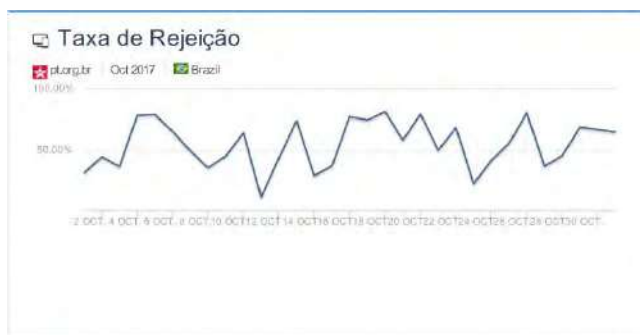 Taxa de Rejeição
pt.org.br Oct 2017 Brazil
100.00%
50.00%
2 OCT. 4 OCT. 6 OCT. 8 OCT. 10 OCT. 12 OCT. 14 OCT. 16 OCT. 18 OCT. 20 OCT. 22 OCT. 24 OCT. 26 OCT. 28 OCT. 30 OCT.